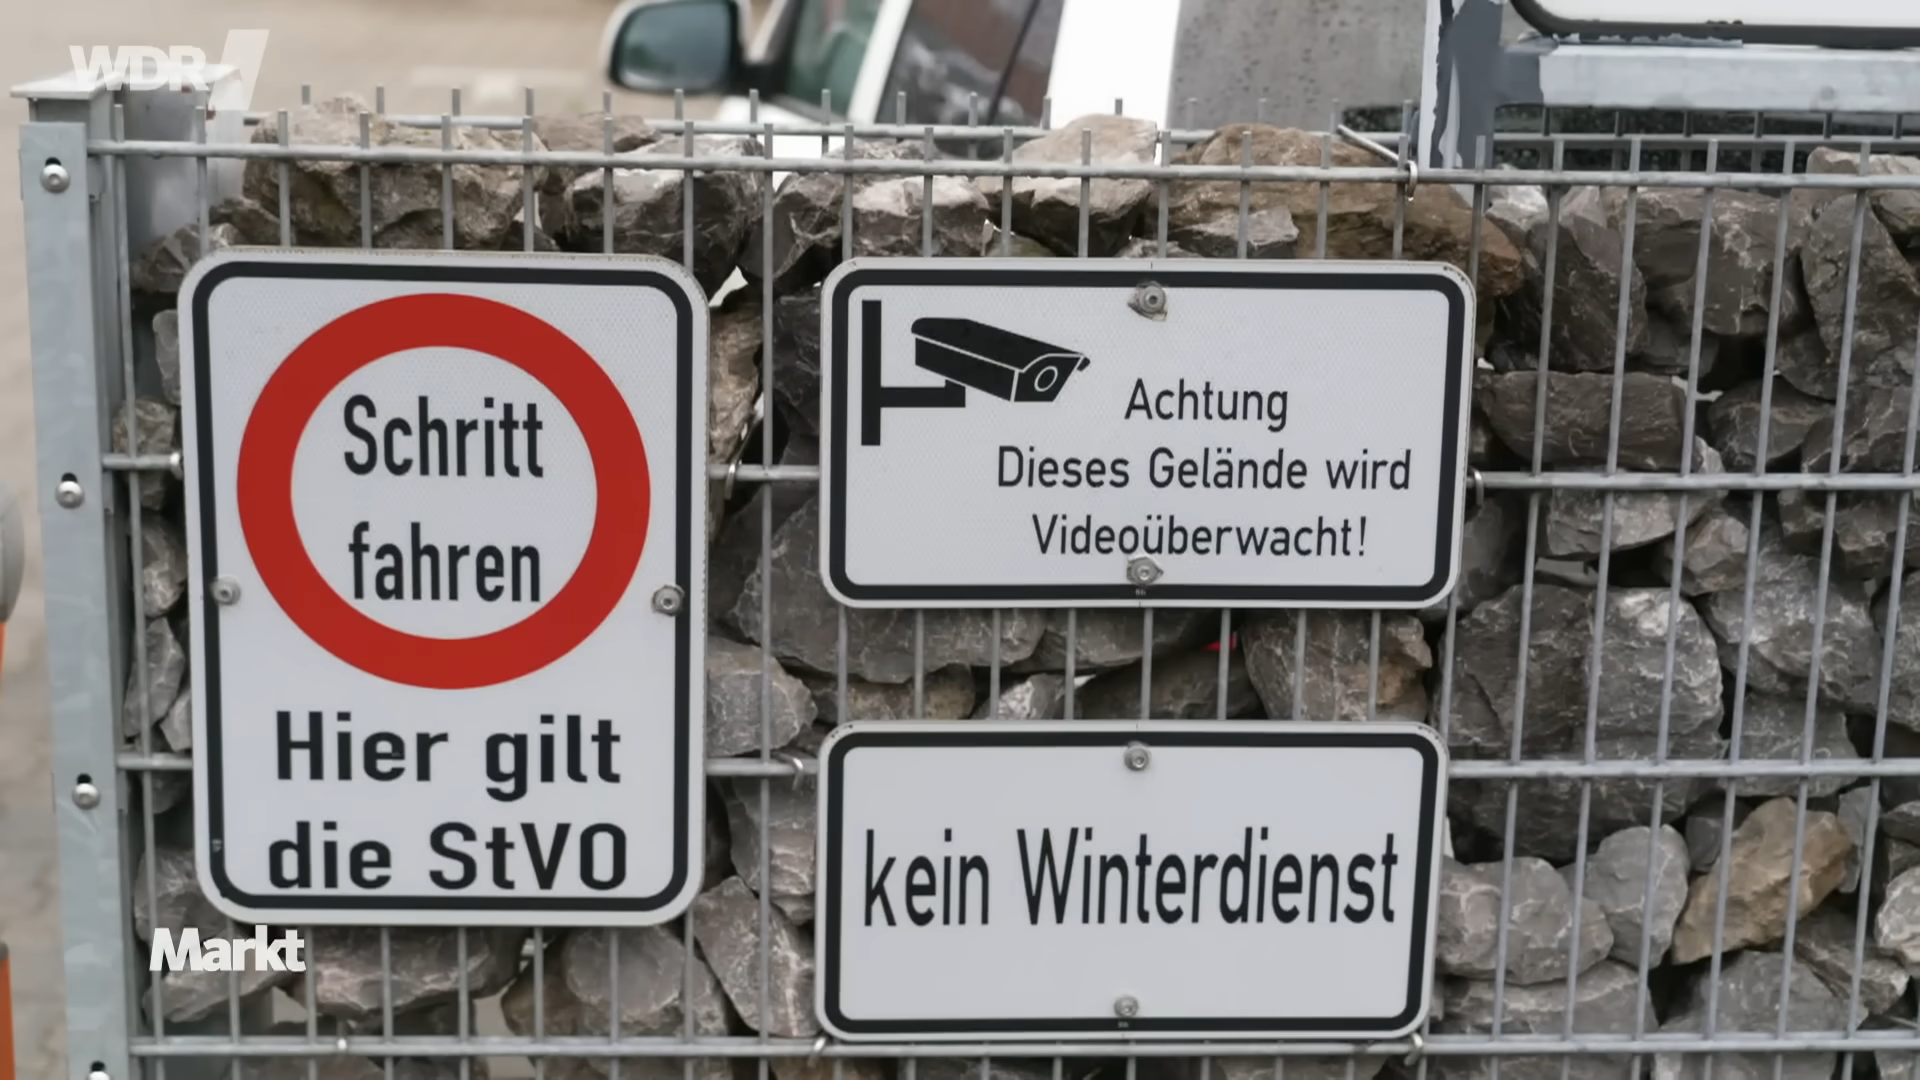 WDR
Schritt
fahren
Hier gilt
die StVO
Achtung
Dieses Gelände wird
Videoüberwacht!
kein Winterdienst
Markt